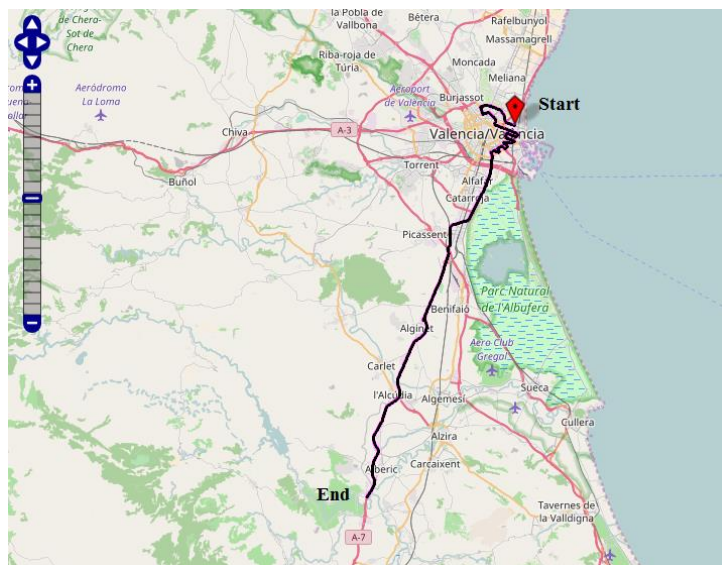 la Pobla de
Vallbona
Bétera
Rafelbunyol
Massamagrell
Chera-
Sot de
Chera
Riba-roja de
Túria
Moncada
Meliana
Aeródromo
La Loma
Aeroport
de València
Burjassot
Start
Chiva
A-3
Valencia/València
Torrent
Buñol
Alfafar
Catarroja
Picassent
Parc Natural
de l'Albufera
Benifaió
Alginet
Aero Club
Gregal
Carlet
Sueca
l'Alcúdia
Algemesí
Cullera
Alzira
Alberic
Carcaixent
End
Tavernes de
la Valldigna
A-7